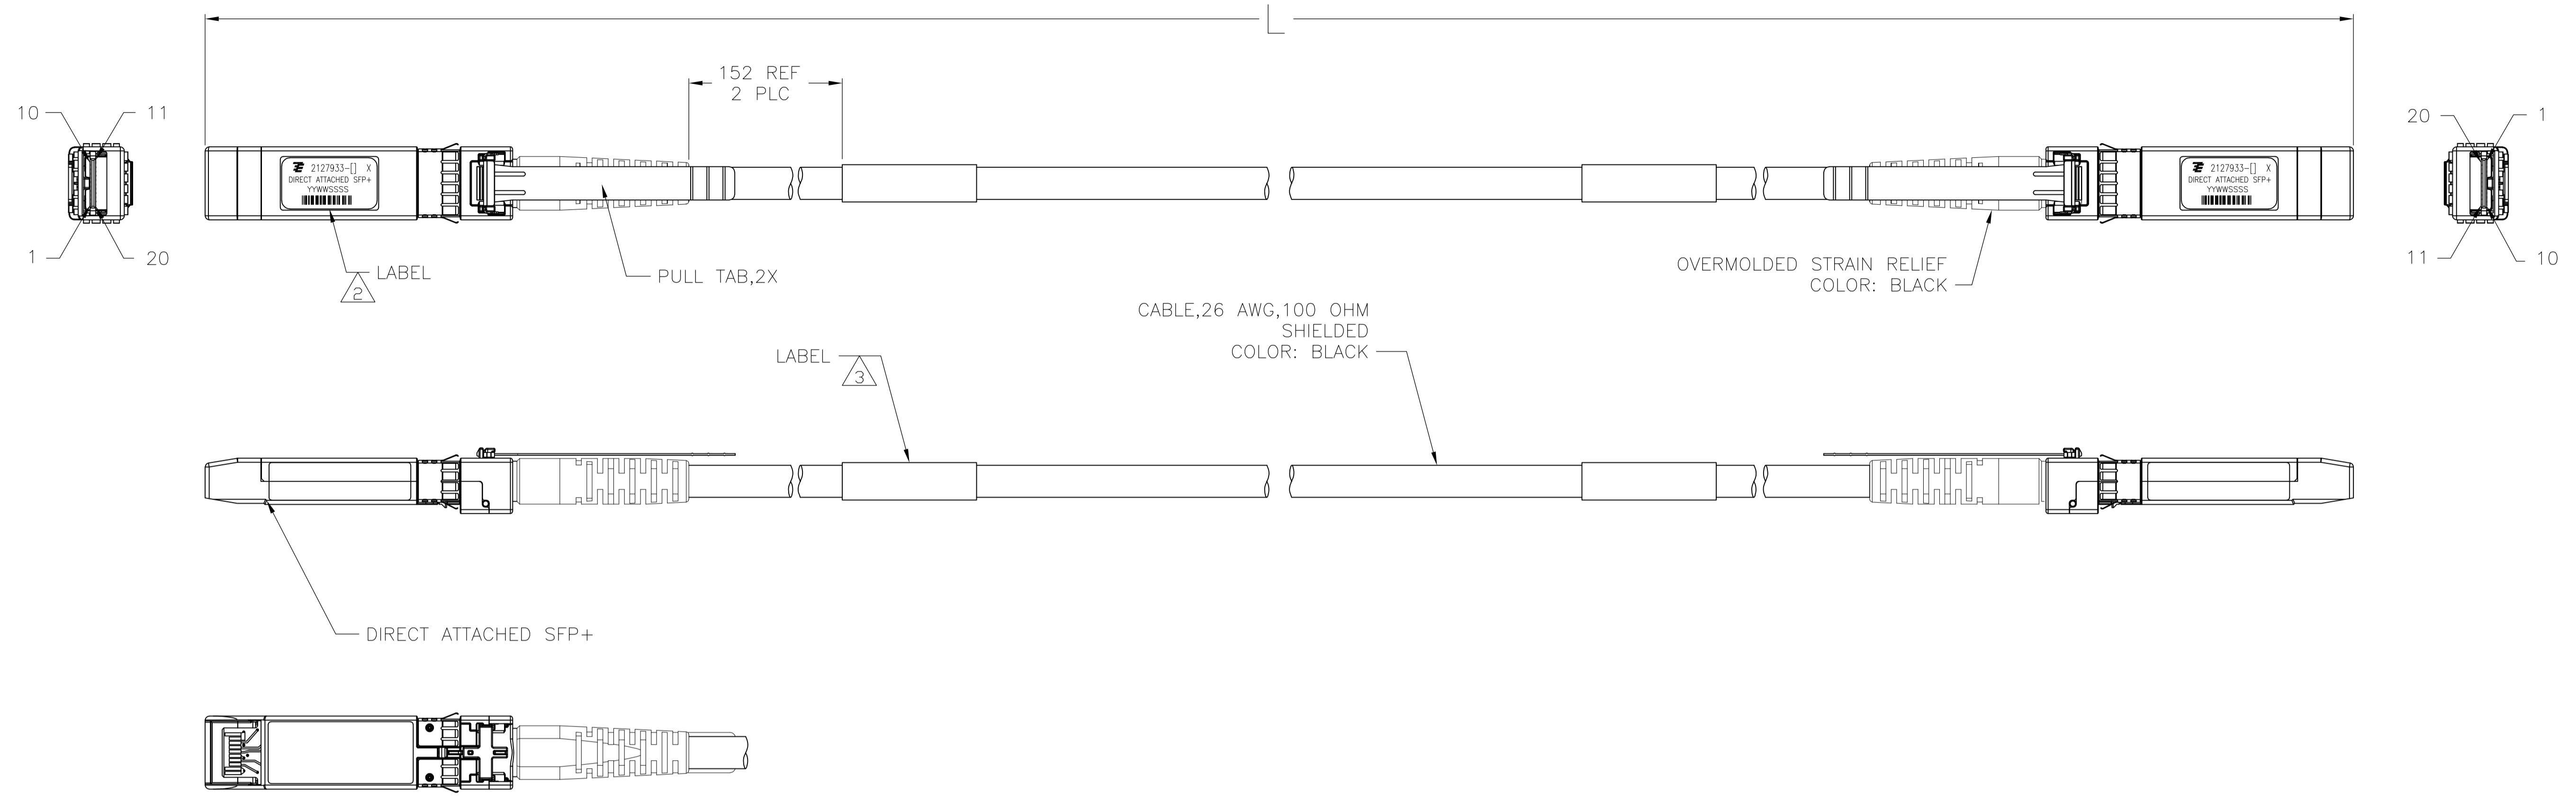 L
152 REF
2 PLC
10
11
1
20
2127933-[] X
DIRECT ATTACHED SFP+
YYWWSSSS
LABEL
2
PULL TAB,2X
OVERMOLDED STRAIN RELIEF
COLOR: BLACK
2127933-[] X
DIRECT ATTACHED SFP+
YYWWSSSS
20
1
11
10
CABLE,26 AWG,100 OHM
SHIELDED
COLOR: BLACK
LABEL
3
DIRECT ATTACHED SFP+